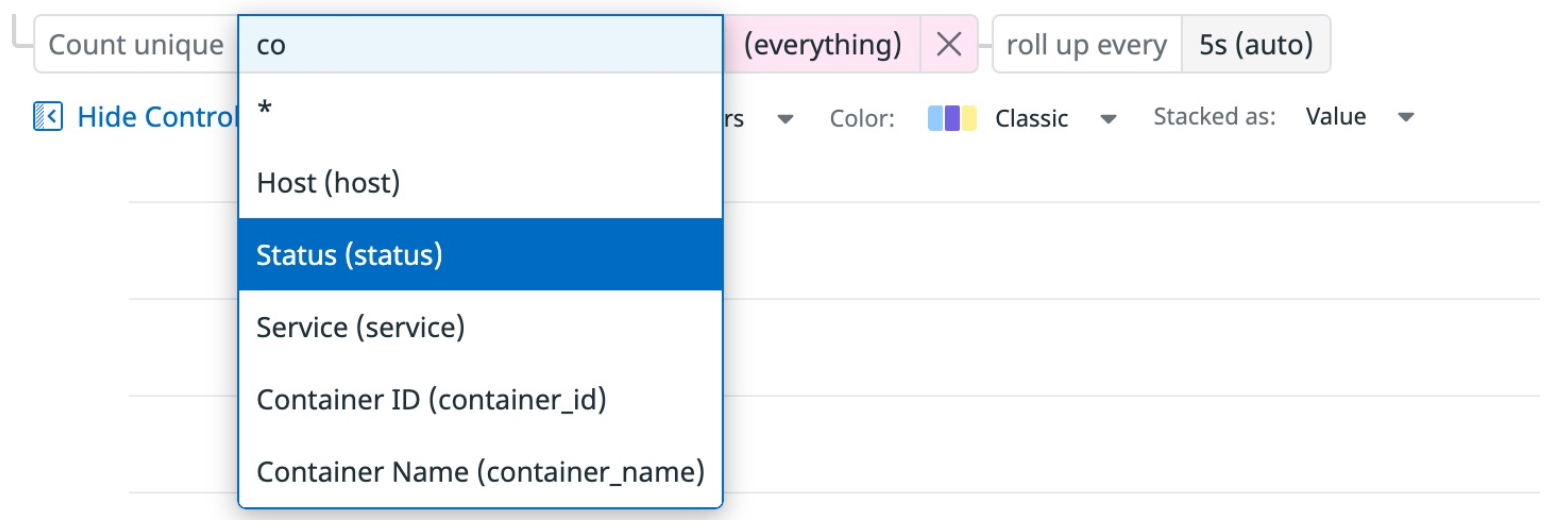 Count unique co (everything) roll up every 5s (auto)
*
Hide Control rs Color: Classic Stacked as: Value
Host (host)
Status (status)
Service (service)
Container ID (container_id)
Container Name (container_name)